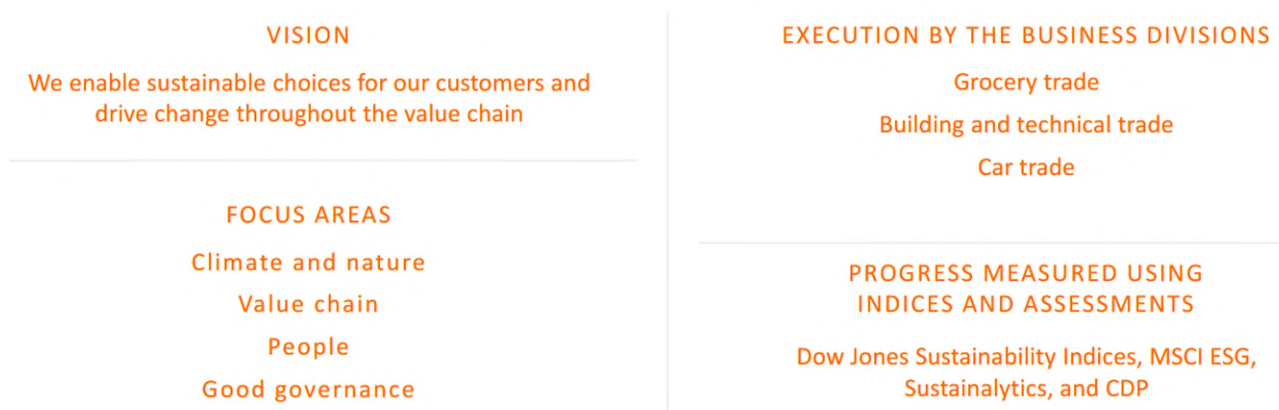 VISION
We enable sustainable choices for our customers and
drive change throughout the value chain
FOCUS AREAS
Climate and nature
Value chain
People
Good governance
EXECUTION BY THE BUSINESS DIVISIONS
Grocery trade
Building and technical trade
Car trade
PROGRESS MEASURED USING
INDICES AND ASSESSMENTS
Dow Jones Sustainability Indices, MSCI ESG,
Sustainalytics, and CDP